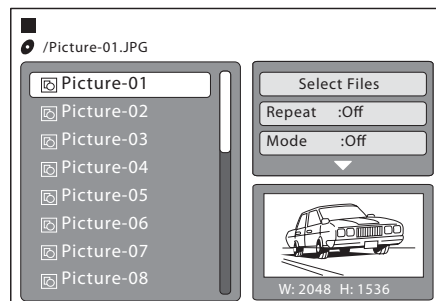 /Picture-01.JPG
Picture-01
Picture-02
Picture-03
Picture-04
Picture-05
Picture-06
Picture-07
Picture-08
Select Files
Repeat :Off
Mode :Off
W: 2048 H: 1536